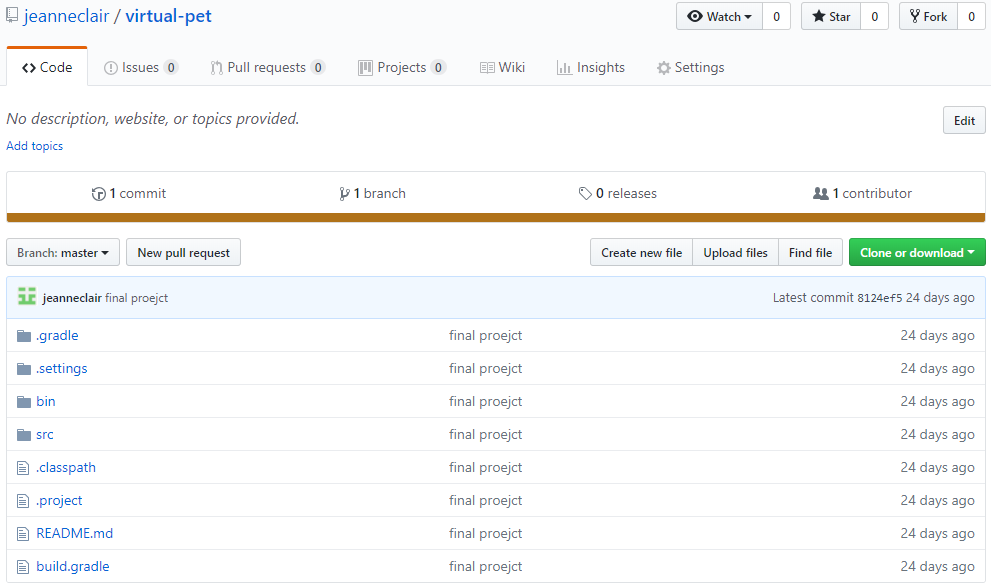 jeanneclair / virtual-pet Watch 0 Star 0 Fork 0
Code Issues 0 Pull requests 0 Projects 0 Wiki Insights Settings
No description, website, or topics provided. Edit
Add topics
1 commit 1 branch 0 releases 1 contributor
Branch: master New pull request Create new file Upload files Find file Clone or download
jeanneclair final proejct Latest commit 8124ef5 24 days ago
.gradle final proejct 24 days ago
.settings final proejct 24 days ago
bin final proejct 24 days ago
src final proejct 24 days ago
.classpath final proejct 24 days ago
.project final proejct 24 days ago
README.md final proejct 24 days ago
build.gradle final proejct 24 days ago